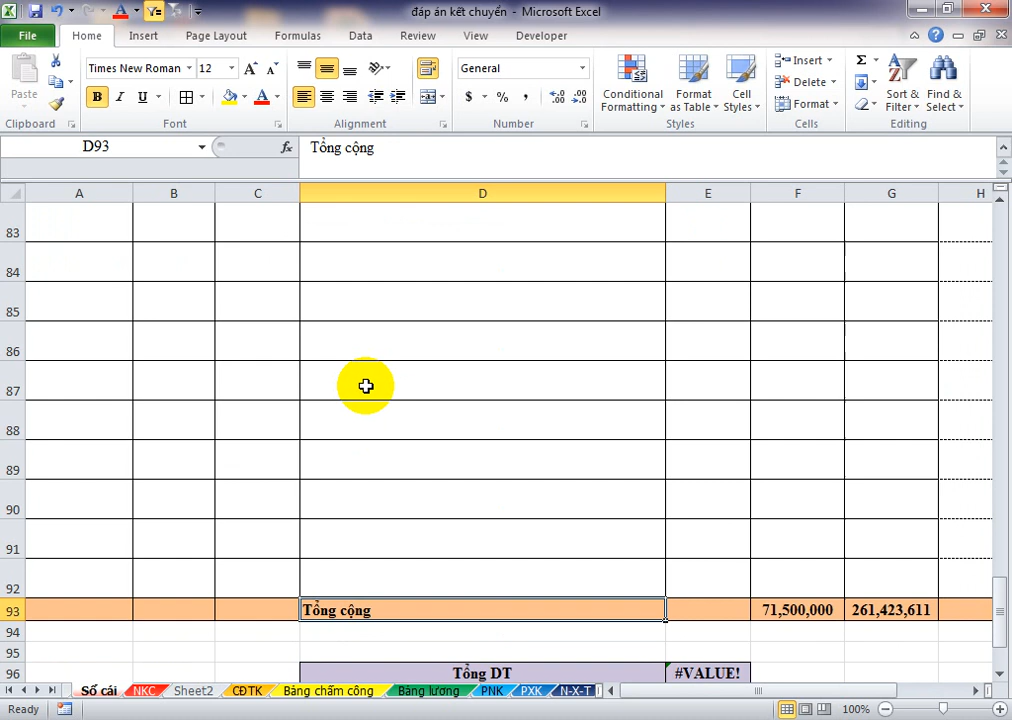 đáp án kết chuyển - Microsoft Excel
File Home Insert Page Layout Formulas Data Review View Developer
Paste
Times New Roman 12
B I U
General
$ % ,
Conditional Formatting
Format as Table
Cell Styles
Insert
Delete
Format
Sort & Filter
Find & Select
Clipboard Font Alignment Number Styles Cells Editing
D93 fx Tổng cộng
A B C D E F G H
83
84
85
86
87
88
89
90
91
92
93 Tổng cộng 71,500,000 261,423,611
94
95
96 Tổng DT #VALUE!
Sổ cái NKC Sheet2 CĐTK Bảng chấm công Bảng lương PNK PXK N-X-T
Ready 100%